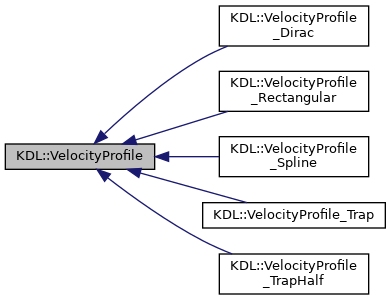 KDL::VelocityProfile
_Dirac
KDL::VelocityProfile
_Rectangular
KDL::VelocityProfile
KDL::VelocityProfile
_Spline
KDL::VelocityProfile_Trap
KDL::VelocityProfile
_TrapHalf